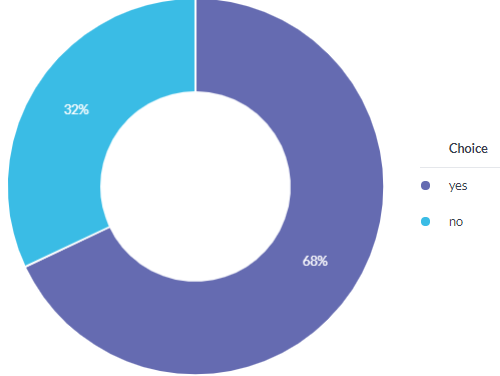 32%
68%
Choice
yes
no